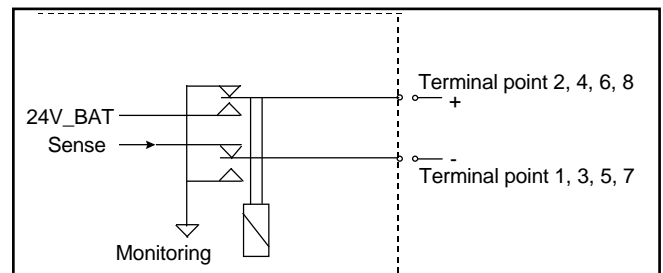 Terminal point 2, 4, 6, 8
+
24V_BAT
Sense
-
Terminal point 1, 3, 5, 7
Monitoring